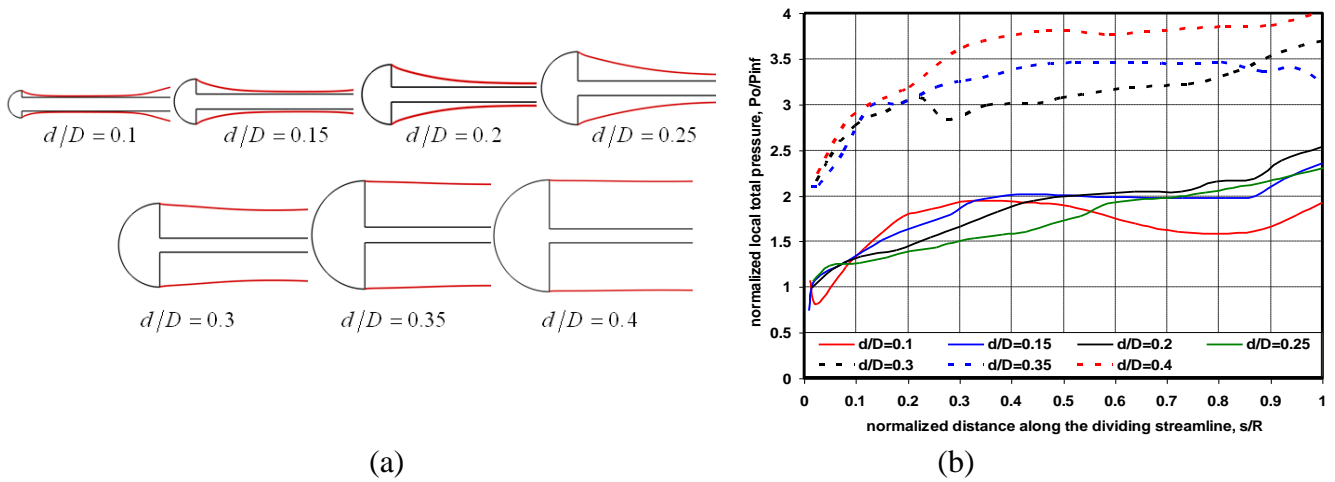 d/D = 0.1
d/D = 0.15
d/D = 0.2
d/D = 0.25
d/D = 0.3
d/D = 0.35
d/D = 0.4
(a)
normalized local total pressure, Po/Pinf
4
3.5
3
2.5
2
1.5
1
0.5
0
d/D=0.1
d/D=0.15
d/D=0.2
d/D=0.25
d/D=0.3
d/D=0.35
d/D=0.4
0 0.1 0.2 0.3 0.4 0.5 0.6 0.7 0.8 0.9 1
normalized distance along the dividing streamline, s/R
(b)